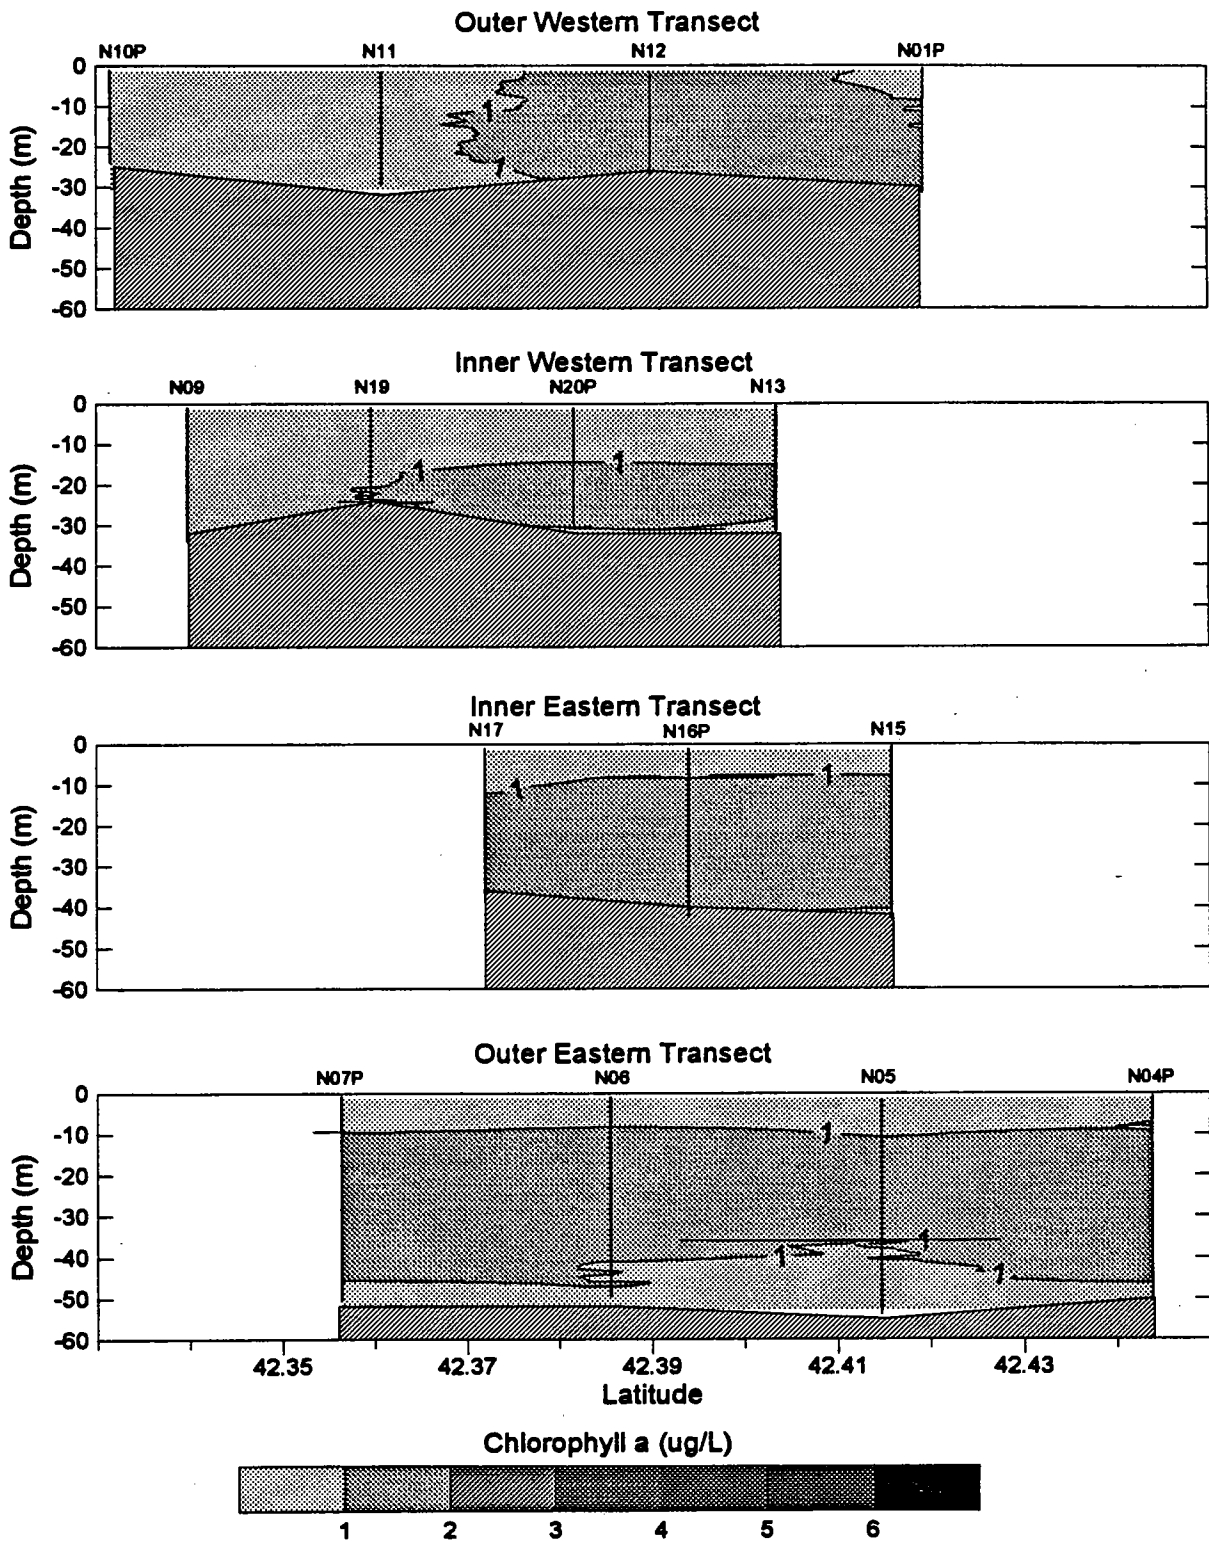 Outer Western Transect
N10P N11 N12 N01P
0
-10
-20
-30
-40
-50
-60
Depth (m)
1
1
Inner Western Transect
N09 N19 N20P N13
0
-10
-20
-30
-40
-50
-60
Depth (m)
1 1
Inner Eastern Transect
N17 N16P N15
0
-10
-20
-30
-40
-50
-60
Depth (m)
1 1
Outer Eastern Transect
N07P N06 N05 N04P
0
-10
-20
-30
-40
-50
-60
Depth (m)
1
1 1 1
42.35 42.37 42.39 42.41 42.43
Latitude
Chlorophyll a (ug/L)
1 2 3 4 5 6